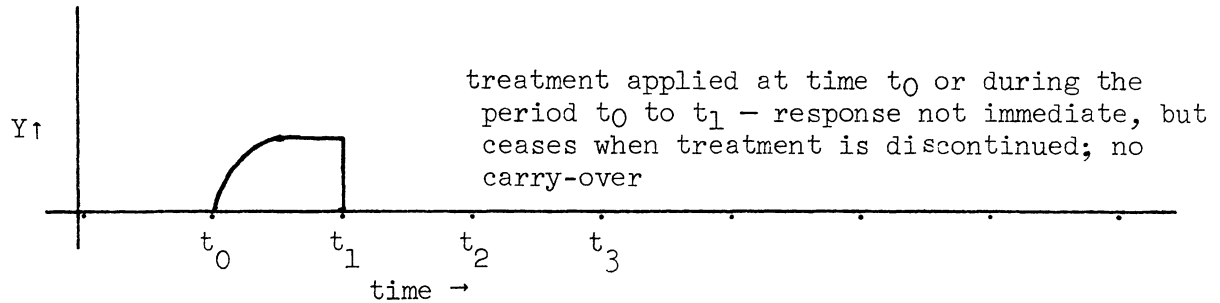 treatment applied at time t0 or during the
period t0 to t1 — response not immediate, but
ceases when treatment is discontinued; no
carry-over
Y↑
t0 t1 t2 t3
time →